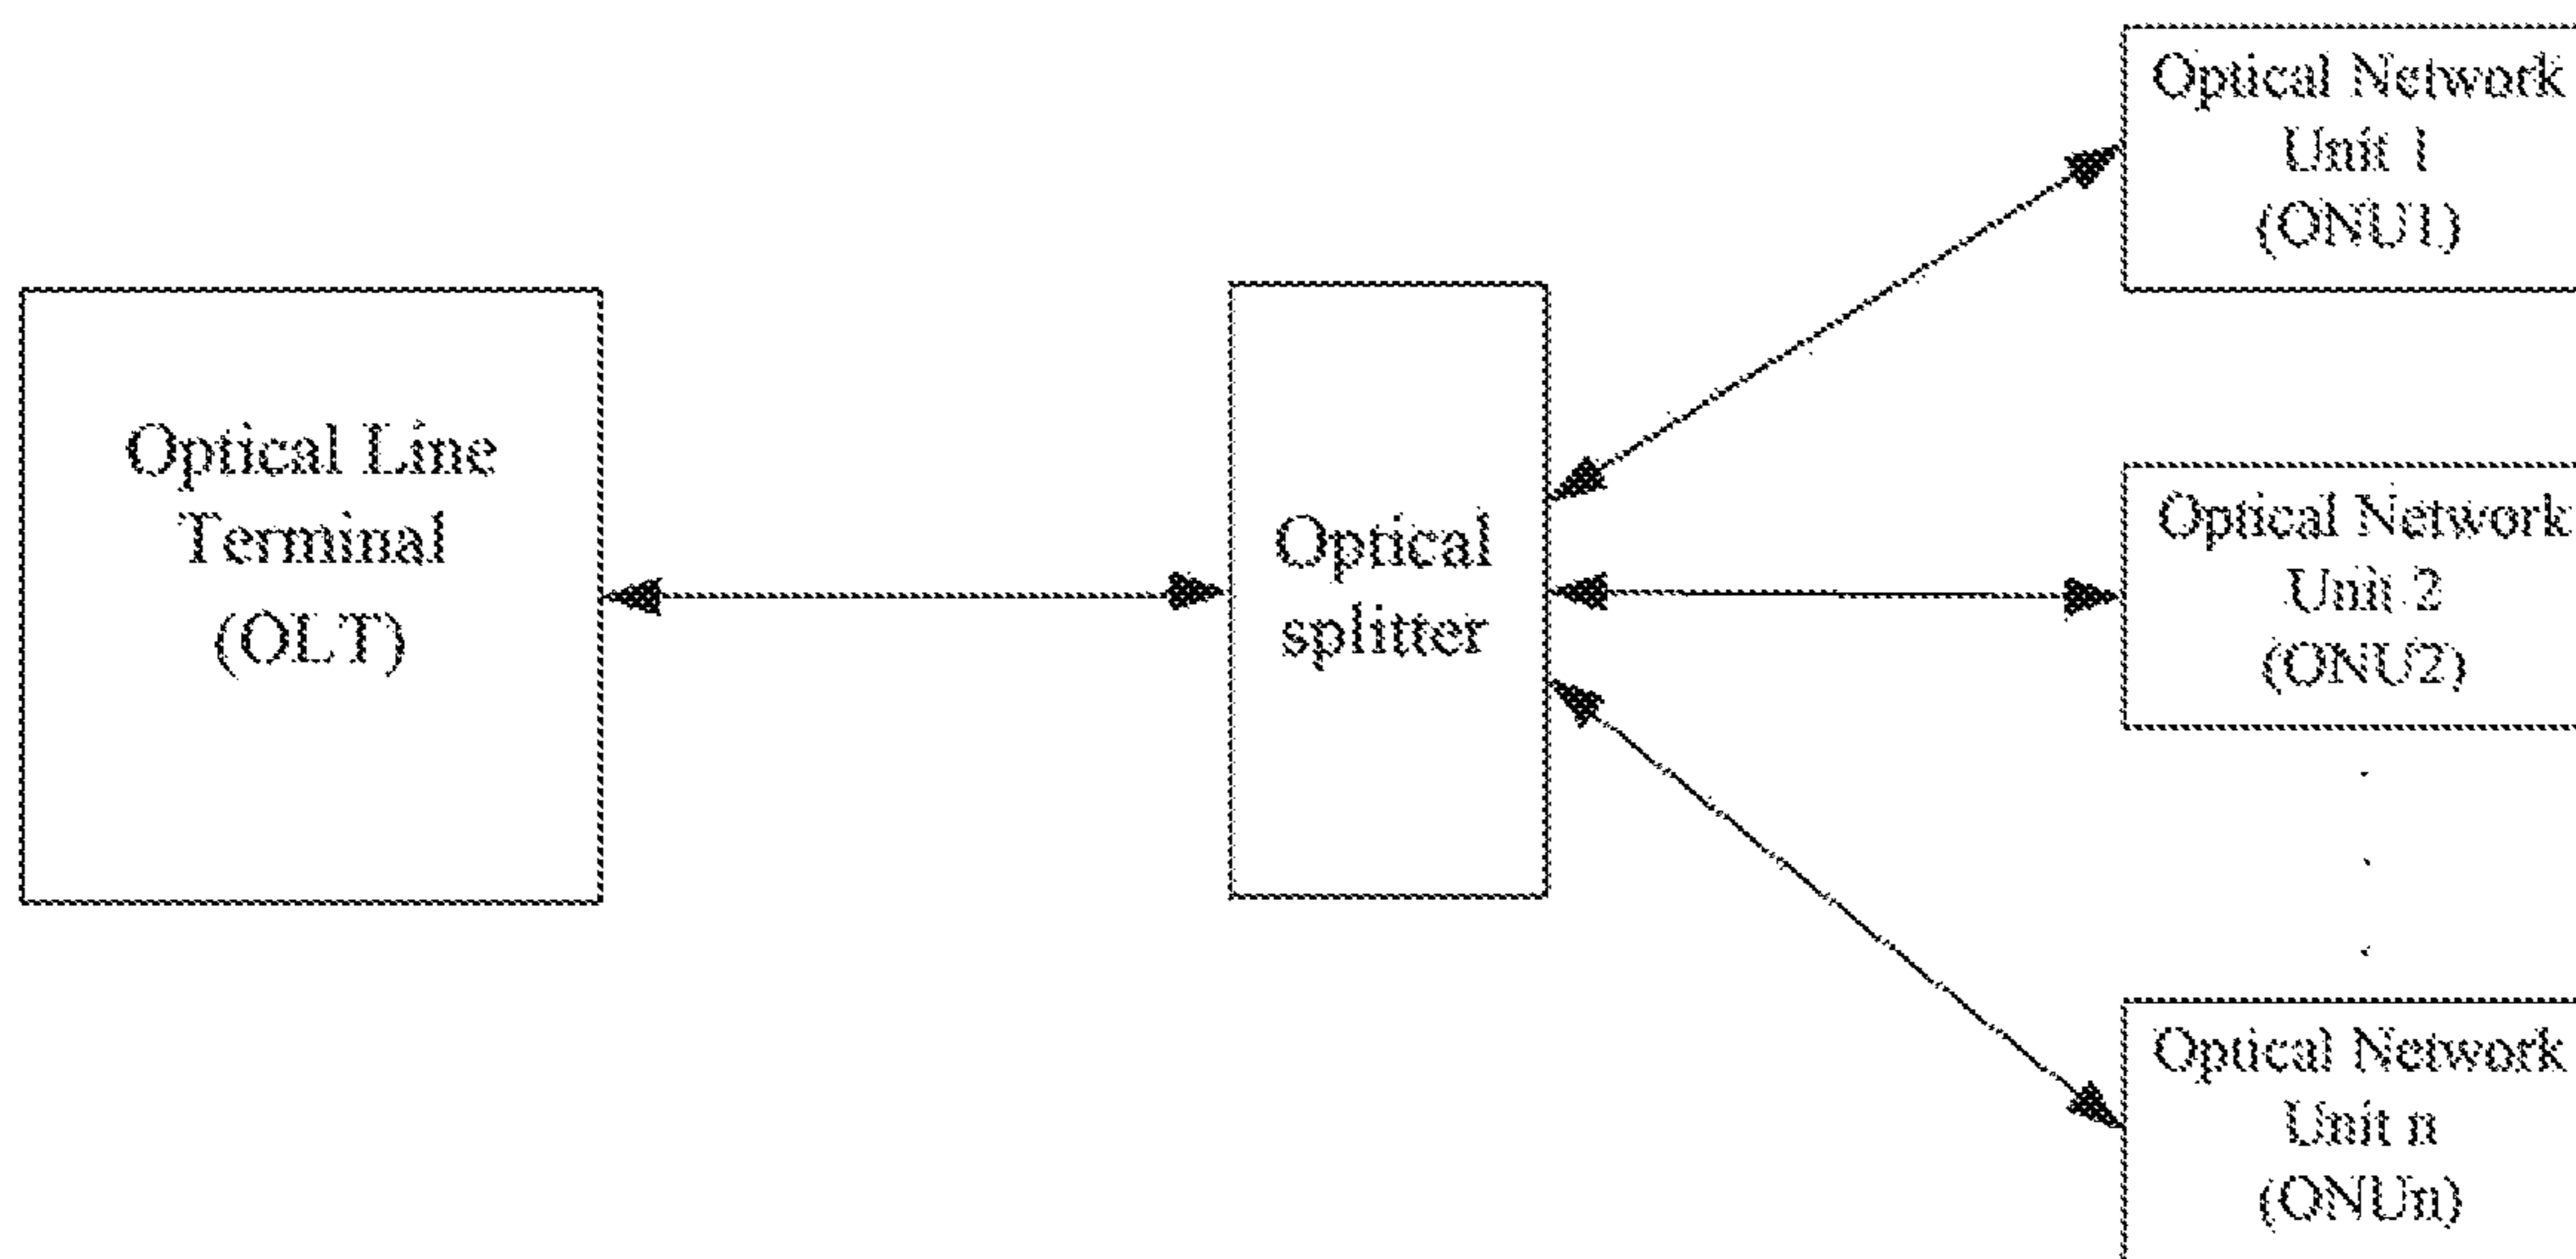 Optical Line
Terminal
(OLT)
Optical
splitter
Optical Network
Unit 1
(ONU1)
Optical Network
Unit 2
(ONU2)
Optical Network
Unit n
(ONUn)